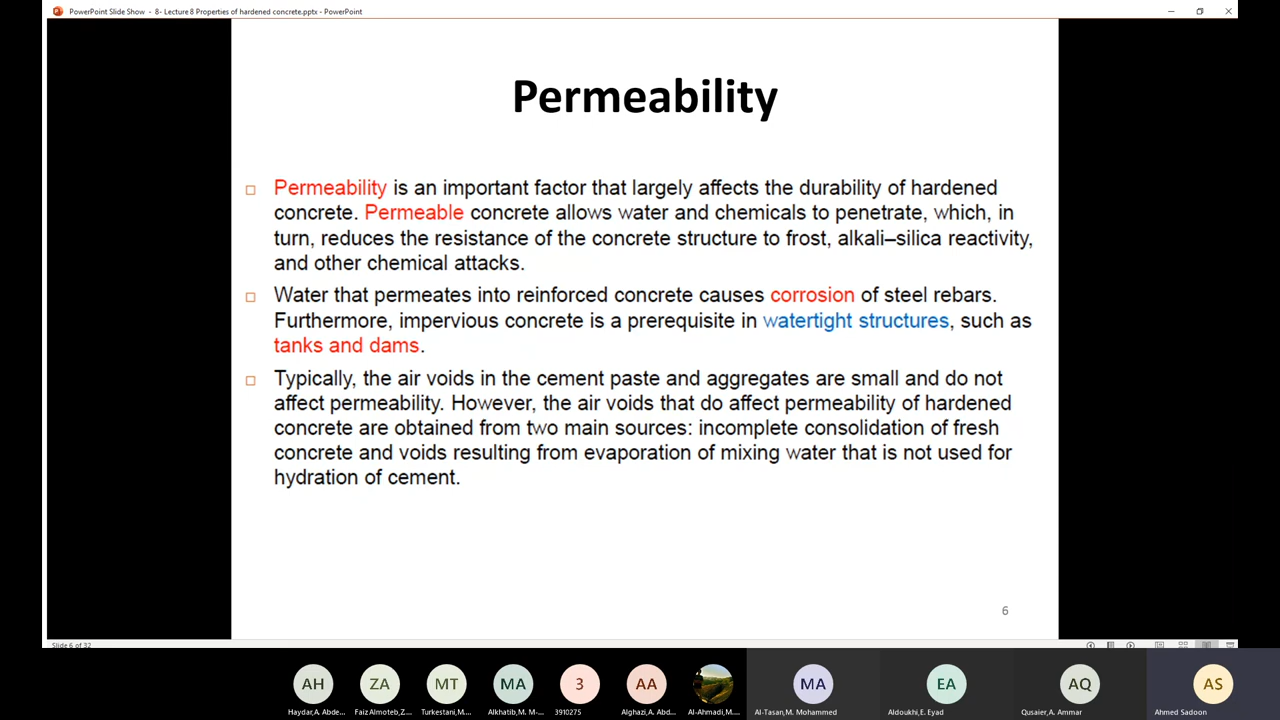 PowerPoint Slide Show - 8- Lecture 8 Properties of hardened concrete.pptx - PowerPoint
Permeability
Permeability is an important factor that largely affects the durability of hardened
concrete. Permeable concrete allows water and chemicals to penetrate, which, in
turn, reduces the resistance of the concrete structure to frost, alkali–silica reactivity,
and other chemical attacks.
Water that permeates into reinforced concrete causes corrosion of steel rebars.
Furthermore, impervious concrete is a prerequisite in watertight structures, such as
tanks and dams.
Typically, the air voids in the cement paste and aggregates are small and do not
affect permeability. However, the air voids that do affect permeability of hardened
concrete are obtained from two main sources: incomplete consolidation of fresh
concrete and voids resulting from evaporation of mixing water that is not used for
hydration of cement.
6
Slide 6 of 32
AH ZA MT MA 3 AA MA EA AQ AS
Haydar,A. Abde... Faiz Almoteb,Z.... Turkestani,M.... Alkhatib,M. M-... 3910275 Alghazi,A. Abd... Al-Ahmadi,M.... Al-Tasan,M. Mohammed Aldoukhi,E. Eyad Qusaier,A. Ammar Ahmed Sadoon